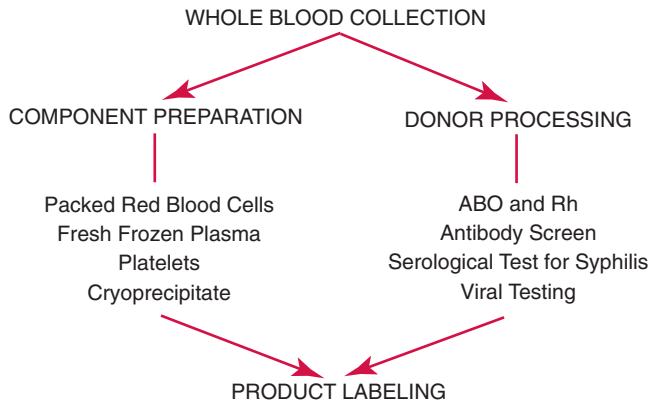 WHOLE BLOOD COLLECTION
COMPONENT PREPARATION
Packed Red Blood Cells
Fresh Frozen Plasma
Platelets
Cryoprecipitate
DONOR PROCESSING
ABO and Rh
Antibody Screen
Serological Test for Syphilis
Viral Testing
PRODUCT LABELING